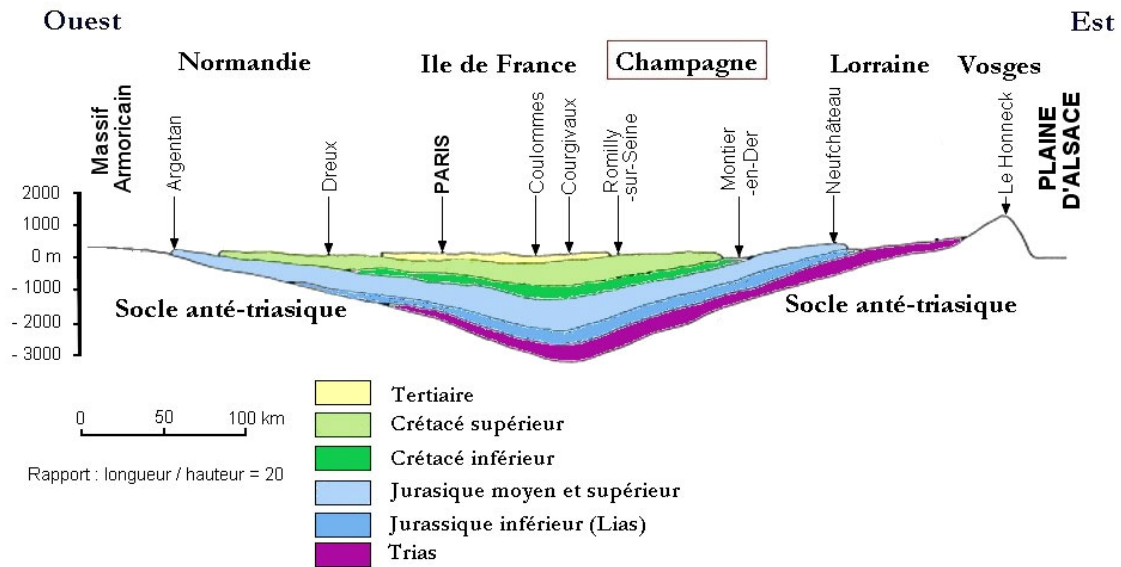 Ouest
Est
Normandie
Ile de France
Champagne
Lorraine
Vosges
Massif
Armoricain
Argentan
Dreux
PARIS
Coulommes
Courgivaux
Romilly
-sur-Seine
Montier
-en-Der
Neufchâteau
Le Honneck
PLAINE
D'ALSACE
2000
1000
0 m
- 1000
- 2000
- 3000
Socle anté-triasique
Socle anté-triasique
0 50 100 km
Rapport : longueur / hauteur = 20
Tertiaire
Crétacé supérieur
Crétacé inférieur
Jurasique moyen et supérieur
Jurassique inférieur (Lias)
Trias